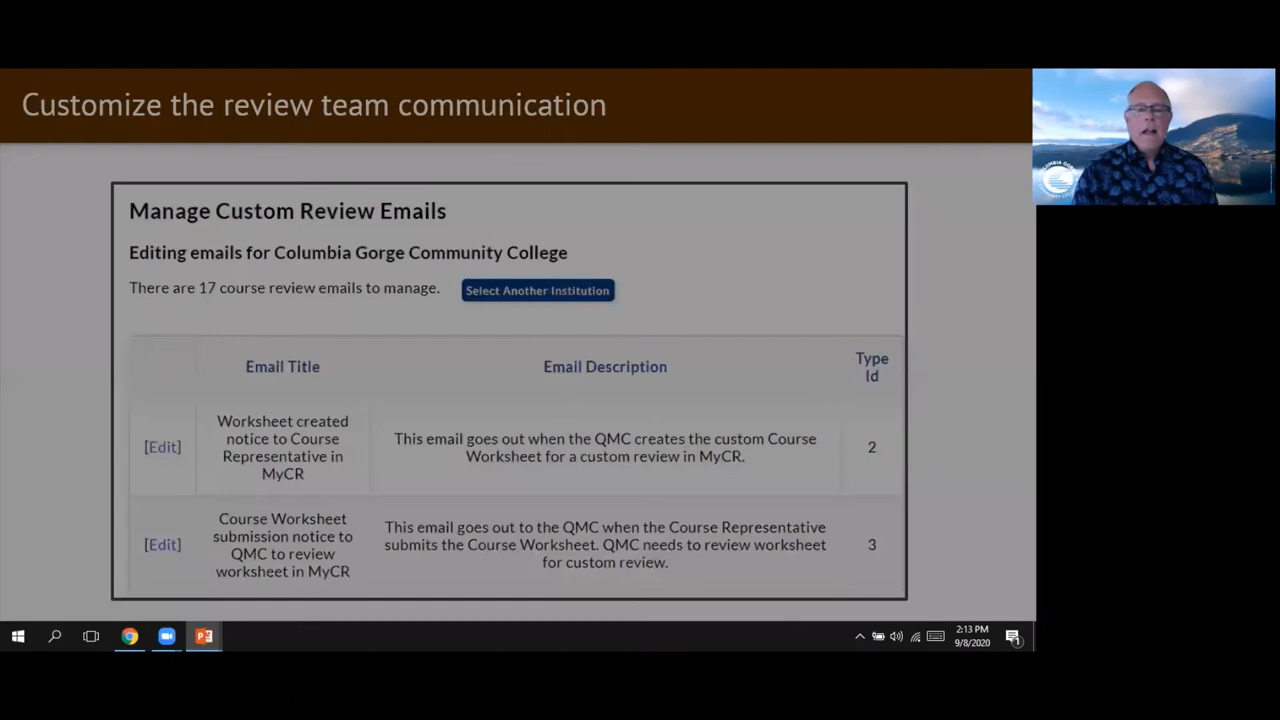 Customize the review team communication
Manage Custom Review Emails
Editing emails for Columbia Gorge Community College
There are 17 course review emails to manage.
Select Another Institution
Email Title
Email Description
Type
Id
[Edit]
Worksheet created
notice to Course
Representative in
MyCR
This email goes out when the QMC creates the custom Course
Worksheet for a custom review in MyCR.
2
[Edit]
Course Worksheet
submission notice to
QMC to review
worksheet in MyCR
This email goes out to the QMC when the Course Representative
submits the Course Worksheet. QMC needs to review worksheet
for custom review.
3
2:13 PM
9/8/2020